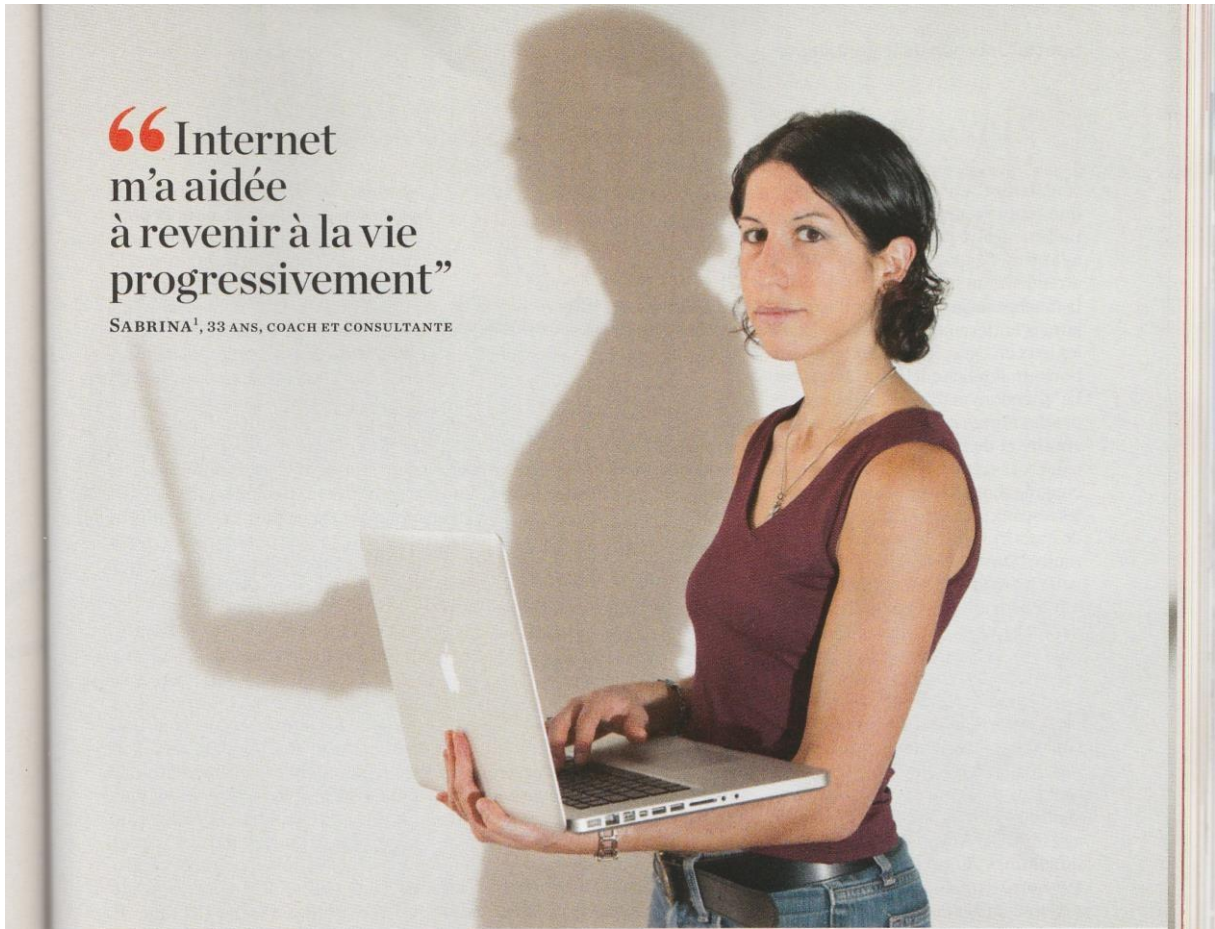 “Internet
m’a aidée
à revenir à la vie
progressivement”
SABRINA¹, 33 ANS, COACH ET CONSULTANTE